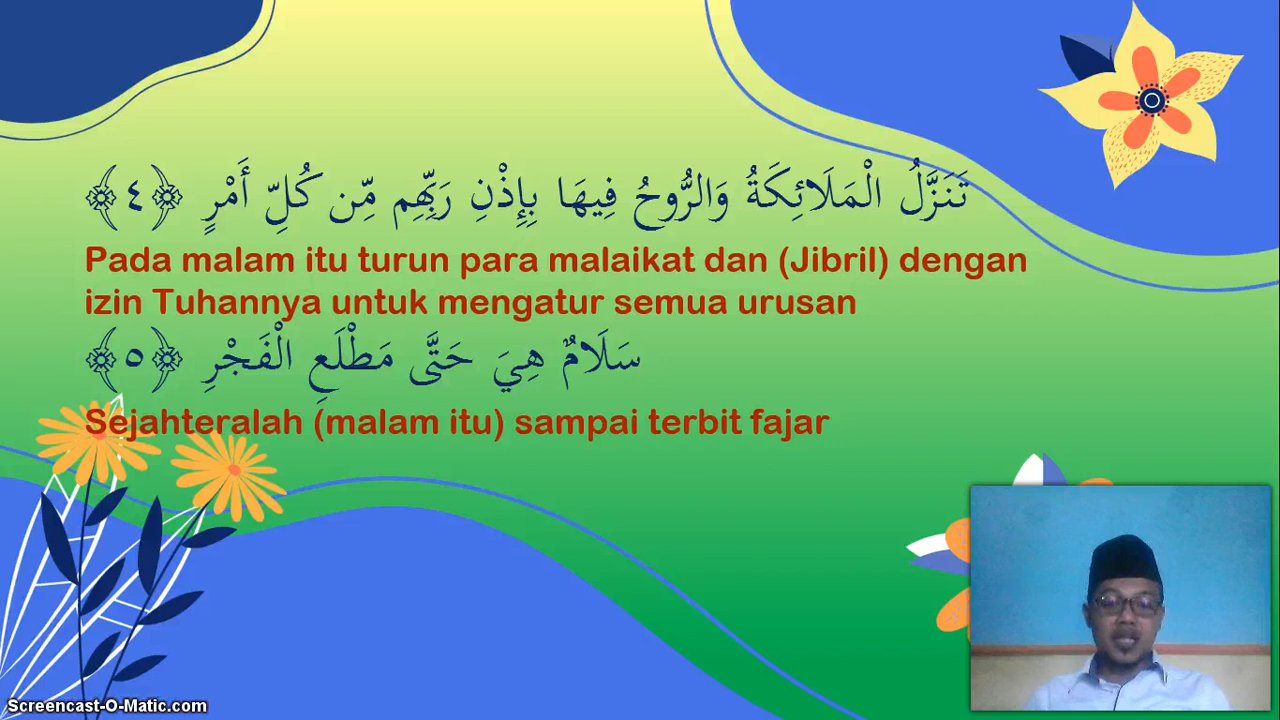 تَنَزَّلُ الْمَلَائِكَةُ وَالرُّوحُ فِيهَا بِإِذْنِ رَبِّهِم مِّن كُلِّ أَمْرٍ ﴿٤﴾
Pada malam itu turun para malaikat dan (Jibril) dengan
izin Tuhannya untuk mengatur semua urusan
سَلَامٌ هِيَ حَتَّى مَطْلَعِ الْفَجْرِ ﴿٥﴾
Sejahteralah (malam itu) sampai terbit fajar
Screencast-O-Matic.com